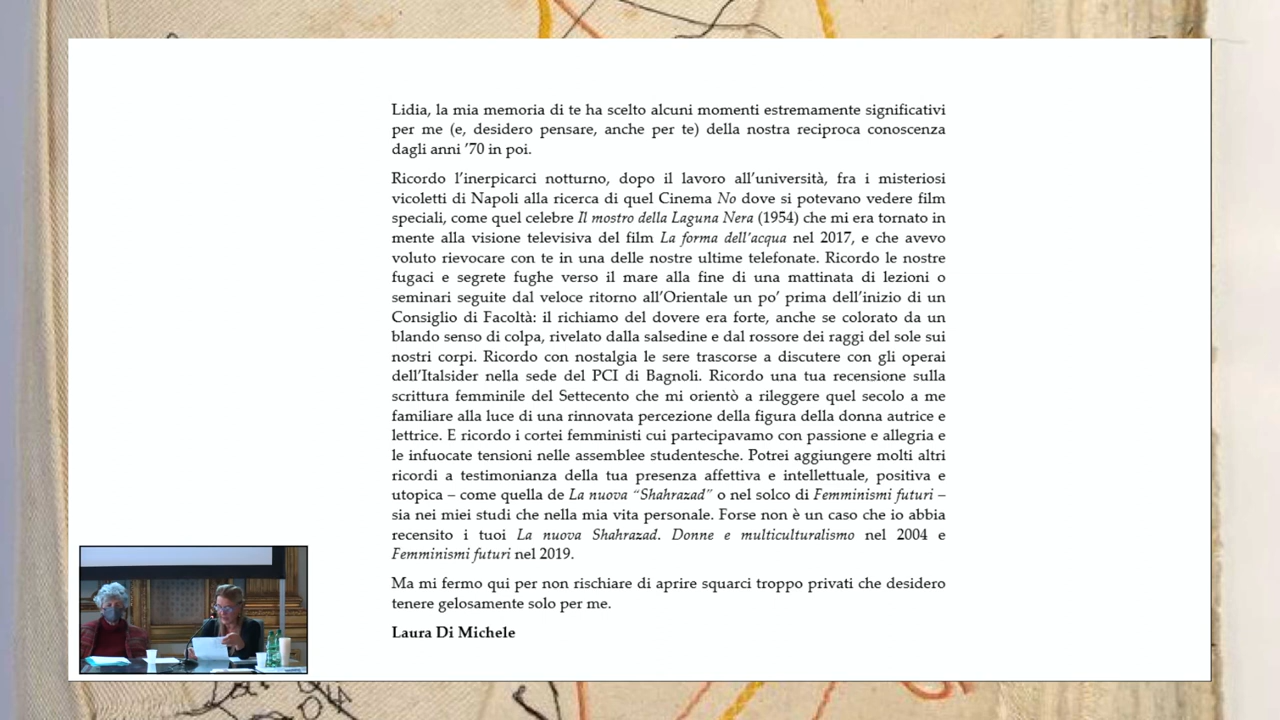 Lidia, la mia memoria di te ha scelto alcuni momenti estremamente significativi
per me (e, desidero pensare, anche per te) della nostra reciproca conoscenza
dagli anni ’70 in poi.
Ricordo l’inerpicarci notturno, dopo il lavoro all’università, fra i misteriosi
vicoletti di Napoli alla ricerca di quel Cinema No dove si potevano vedere film
speciali, come quel celebre Il mostro della Laguna Nera (1954) che mi era tornato in
mente alla visione televisiva del film La forma dell’acqua nel 2017, e che avevo
voluto rievocare con te in una delle nostre ultime telefonate. Ricordo le nostre
fugaci e segrete fughe verso il mare alla fine di una mattinata di lezioni o
seminari seguite dal veloce ritorno all’Orientale un po’ prima dell’inizio di un
Consiglio di Facoltà: il richiamo del dovere era forte, anche se colorato da un
blando senso di colpa, rivelato dalla salsedine e dal rossore dei raggi del sole sui
nostri corpi. Ricordo con nostalgia le sere trascorse a discutere con gli operai
dell’Italsider nella sede del PCI di Bagnoli. Ricordo una tua recensione sulla
scrittura femminile del Settecento che mi orientò a rileggere quel secolo a me
familiare alla luce di una rinnovata percezione della figura della donna autrice e
lettrice. E ricordo i cortei femministi cui partecipavamo con passione e allegria e
le infuocate tensioni nelle assemblee studentesche. Potrei aggiungere molti altri
ricordi a testimonianza della tua presenza affettiva e intellettuale, positiva e
utopica – come quella de La nuova “Shahrazad” o nel solco di Femminismi futuri –
sia nei miei studi che nella mia vita personale. Forse non è un caso che io abbia
recensito i tuoi La nuova Shahrazad. Donne e multiculturalismo nel 2004 e
Femminismi futuri nel 2019.
Ma mi fermo qui per non rischiare di aprire squarci troppo privati che desidero
tenere gelosamente solo per me.
Laura Di Michele